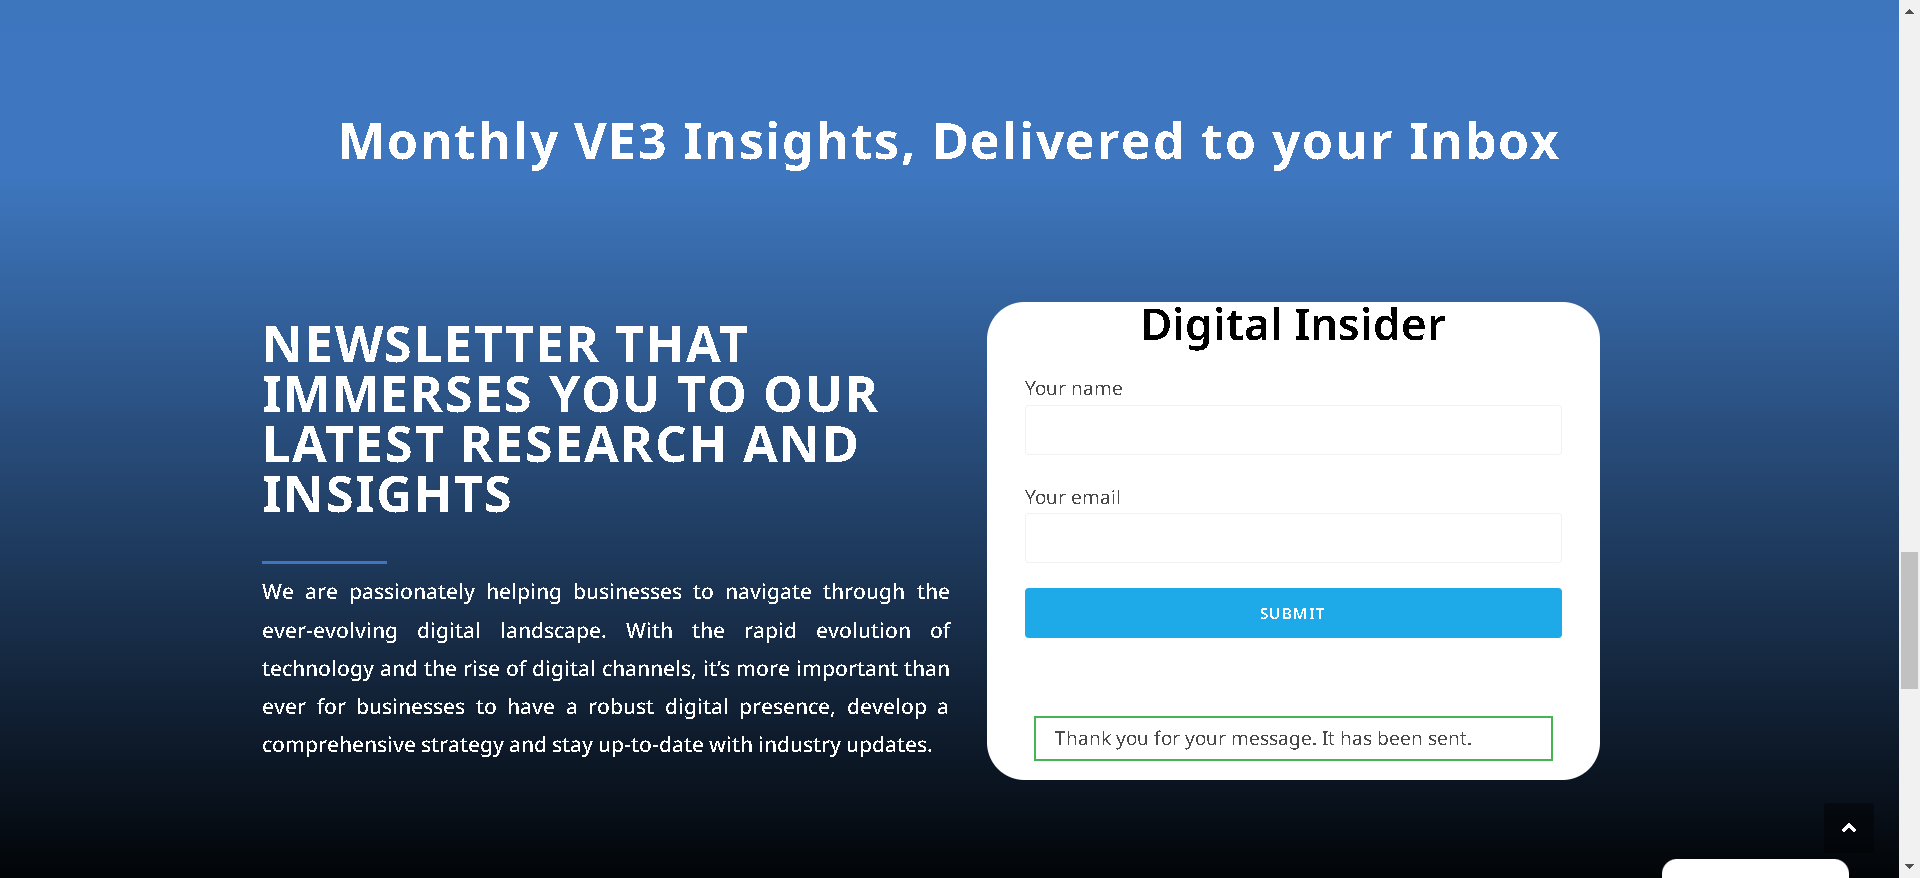 Monthly VE3 Insights, Delivered to your Inbox
NEWSLETTER THAT
IMMERSES YOU TO OUR
LATEST RESEARCH AND
INSIGHTS
We are passionately helping businesses to navigate through the
ever-evolving digital landscape. With the rapid evolution of
technology and the rise of digital channels, it’s more important than
ever for businesses to have a robust digital presence, develop a
comprehensive strategy and stay up-to-date with industry updates.
Digital Insider
Your name
Your email
SUBMIT
Thank you for your message. It has been sent.